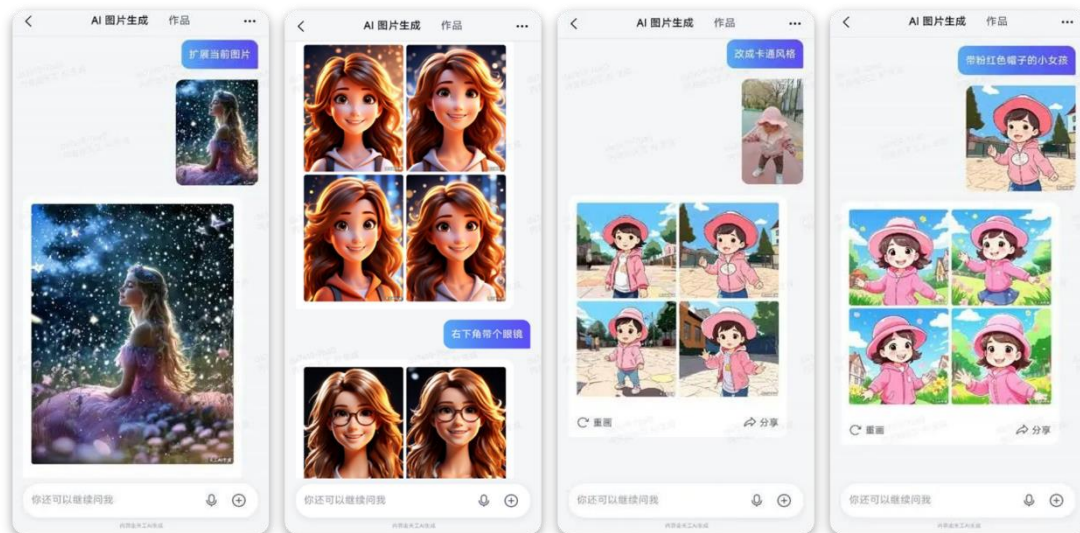 AI 图片生成 作品
扩展当前图片
你还可以继续问我
AI 图片生成 作品
右下角带个眼镜
你还可以继续问我
AI 图片生成 作品
改成卡通风格
重画 分享
你还可以继续问我
AI 图片生成 作品
带粉红色帽子的小女孩
重画 分享
你还可以继续问我